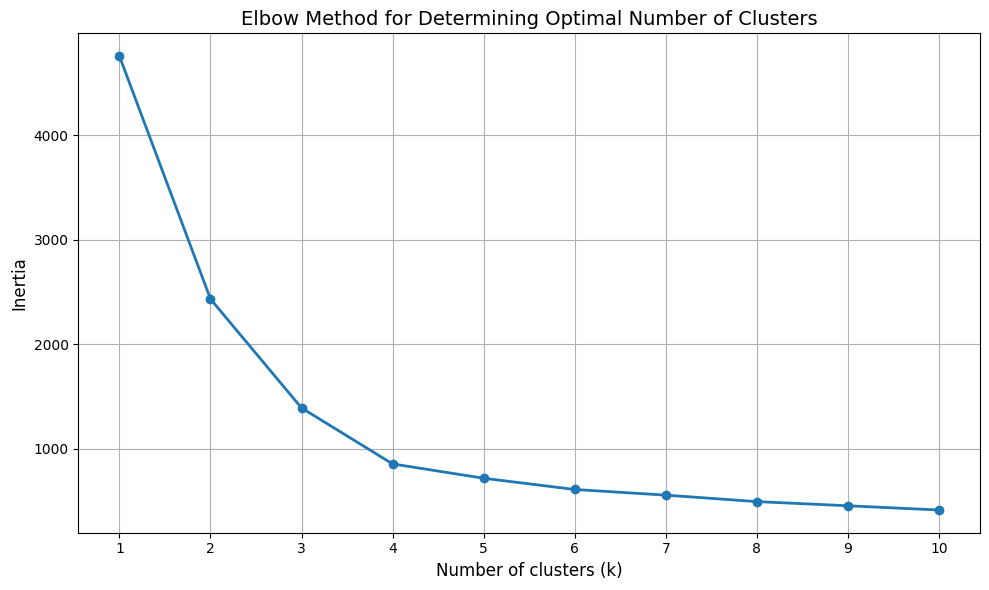 Elbow Method for Determining Optimal Number of Clusters
Inertia
4000
3000
2000
1000
1 2 3 4 5 6 7 8 9 10
Number of clusters (k)